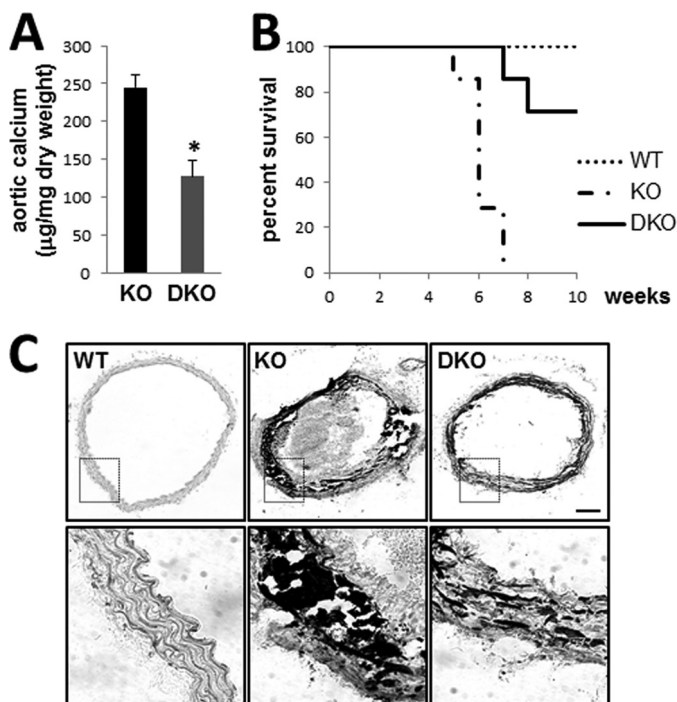 A
aortic calcium
(µg/mg dry weight)
300
250
200
150
100
50
0
*
KO DKO
B
percent survival
100
80
60
40
20
0
0 2 4 6 8 10 weeks
WT
KO
DKO
C
WT KO DKO